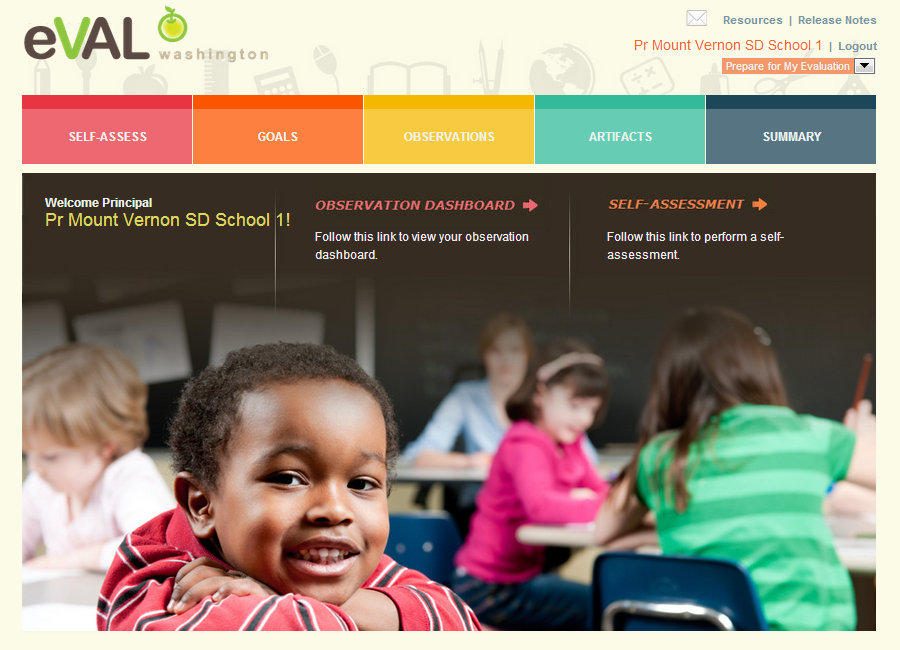 eVAL
washington
Resources | Release Notes
Pr Mount Vernon SD School 1 | Logout
Prepare for My Evaluation
SELF-ASSESS
GOALS
OBSERVATIONS
ARTIFACTS
SUMMARY
Welcome Principal
Pr Mount Vernon SD School 1!
OBSERVATION DASHBOARD
Follow this link to view your observation
dashboard.
SELF-ASSESSMENT
Follow this link to perform a self-
assessment.